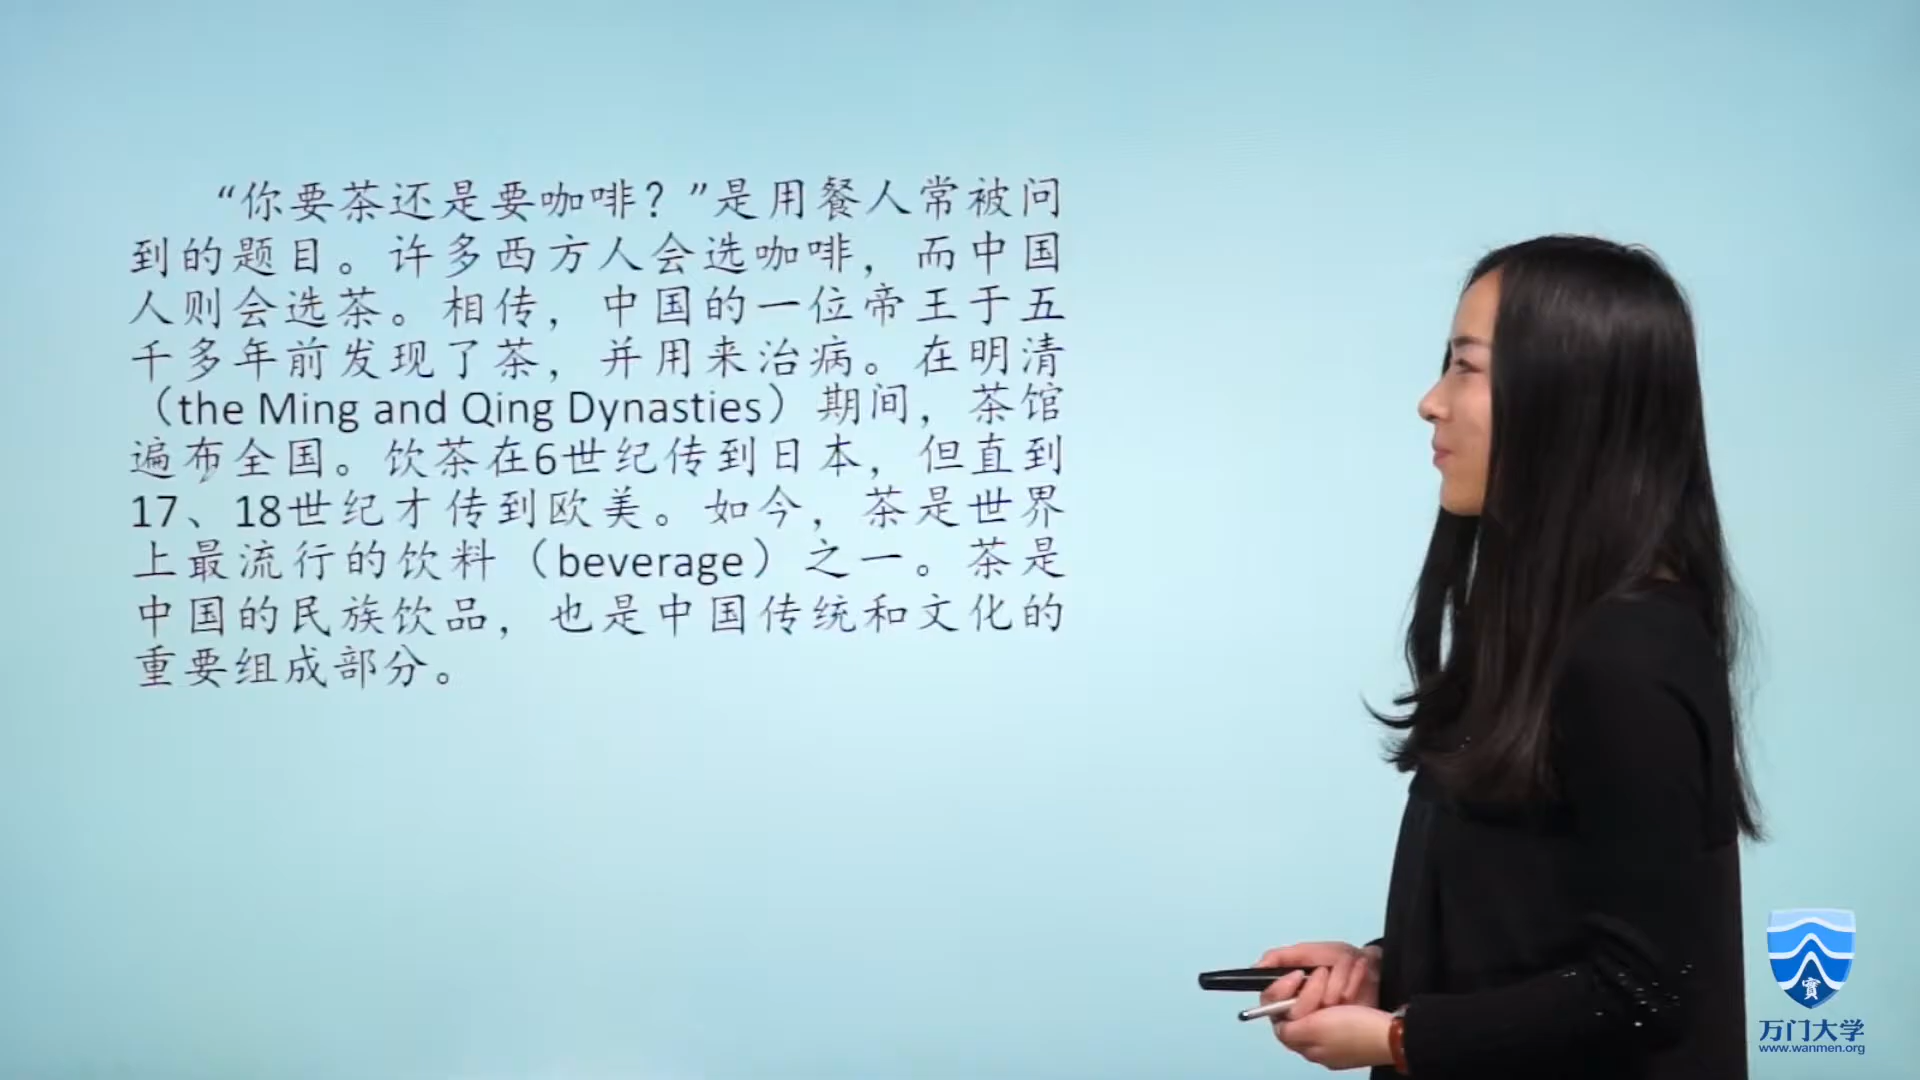 “你要茶还是要咖啡？”是用餐人常被问
到的题目。许多西方人会选咖啡，而中国
人则会选茶。相传，中国的一位帝王于五
千多年前发现了茶，并用来治病。在明清
（the Ming and Qing Dynasties）期间，茶馆
遍布全国。饮茶在6世纪传到日本，但直到
17、18世纪才传到欧美。如今，茶是世界
上最流行的饮料（beverage）之一。茶是
中国的民族饮品，也是中国传统和文化的
重要组成部分。
實
万门大学
www.wanmen.org